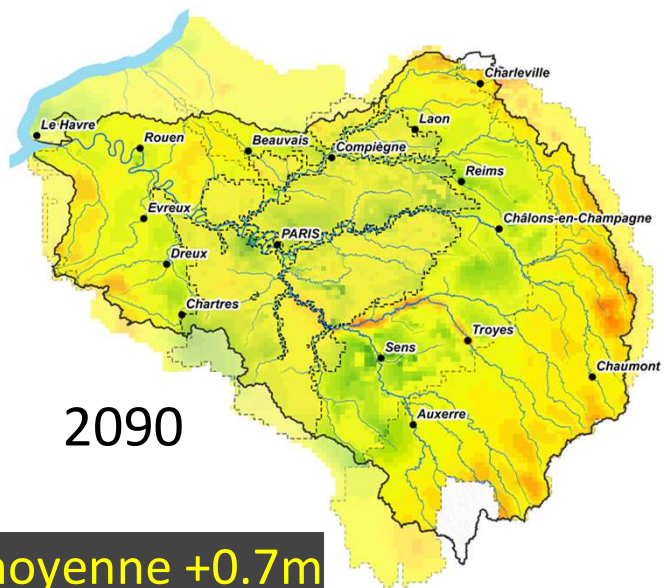 Charleville
Le Havre
Rouen
Beauvais
Laon
Compiègne
Reims
Evreux
Châlons-en-Champagne
PARIS
Dreux
Chartres
Troyes
Sens
Chaumont
Auxerre
2090
noyenne +0.7m